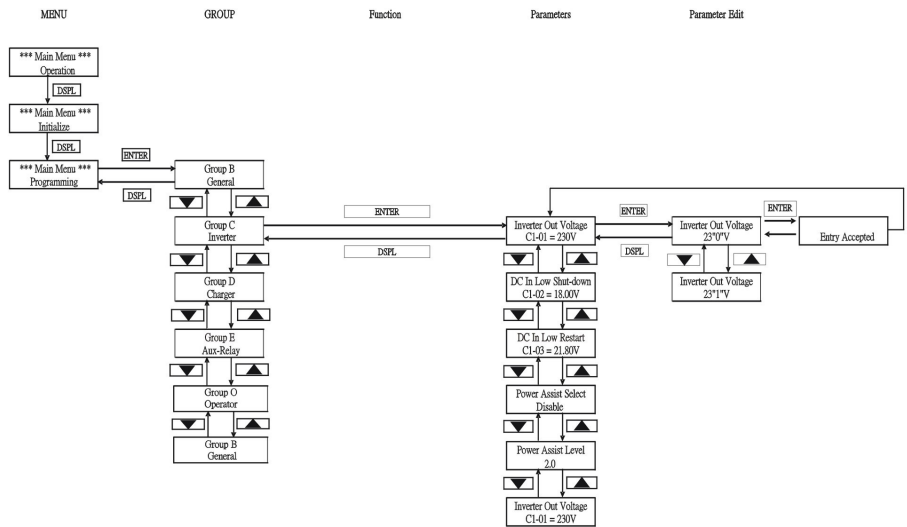 MENU
GROUP
Function
Parameters
Parameter Edit
*** Main Menu ***
Operation
DSPL
*** Main Menu ***
Initialize
DSPL
*** Main Menu ***
Programming
ENTER
DSPL
Group B
General
Group C
Inverter
Group D
Charger
Group E
Aux-Relay
Group O
Operator
Group B
General
ENTER
DSPL
Inverter Out Voltage
C1-01 = 230V
DC In Low Shut-down
C1-02 = 18.00V
DC In Low Restart
C1-03 = 21.80V
Power Assist Select
Disable
Power Assist Level
2.0
Inverter Out Voltage
C1-01 = 230V
ENTER
DSPL
Inverter Out Voltage
23"0"V
Inverter Out Voltage
23"1"V
ENTER
Entry Accepted